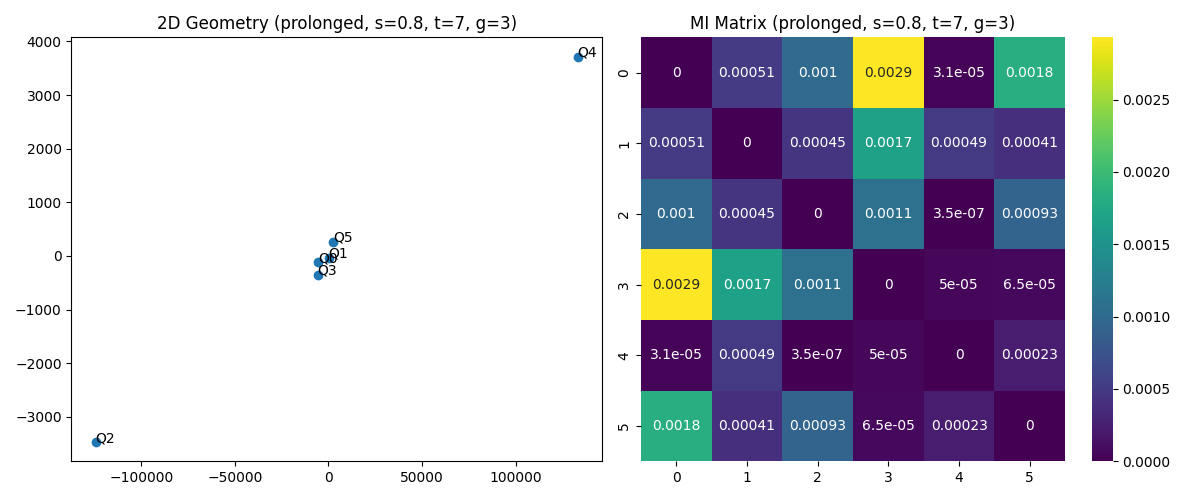 2D Geometry (prolonged, s=0.8, t=7, g=3)
4000
3000
2000
1000
0
−1000
−2000
−3000
−100000
−50000
0
50000
100000
Q4
Q5
Q1
Q3
Q2
MI Matrix (prolonged, s=0.8, t=7, g=3)
0 0 0.00051 0.001 0.0029 3.1e-05 0.0018
1 0.00051 0 0.00045 0.0017 0.00049 0.00041
2 0.001 0.00045 0 0.0011 3.5e-07 0.00093
3 0.0029 0.0017 0.0011 0 5e-05 6.5e-05
4 3.1e-05 0.00049 3.5e-07 5e-05 0 0.00023
5 0.0018 0.00041 0.00093 6.5e-05 0.00023 0
0 1 2 3 4 5
0.0025
0.0020
0.0015
0.0010
0.0005
0.0000